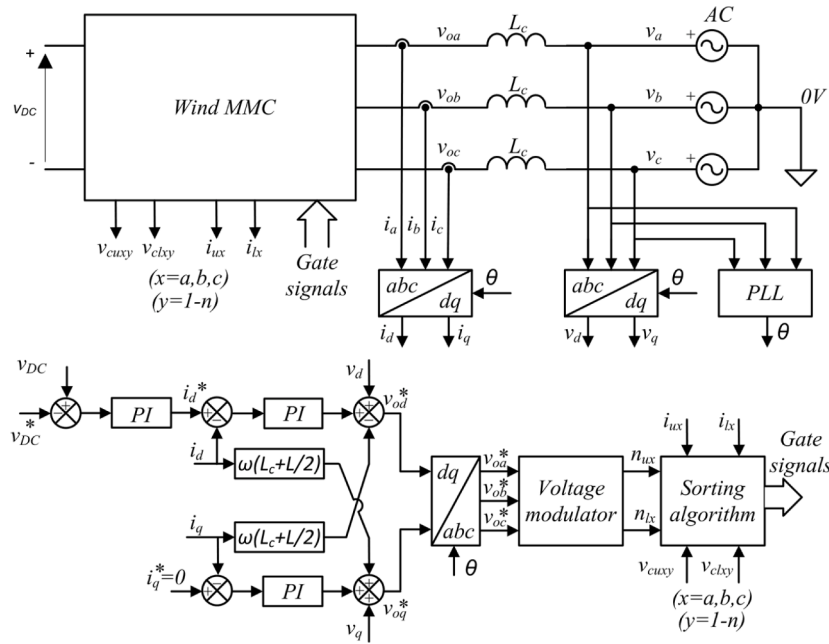 AC
+ v_oa L_c v_a +
v_DC Wind MMC v_ob L_c v_b + 0V
- v_oc L_c v_c +
v_cuxy v_clxy i_ux i_lx
(x=a,b,c)
(y=1-n)
Gate
signals
i_a i_b i_c
abc
dq
θ
i_d i_q
abc
dq
θ
v_d v_q
PLL
θ
v_DC
v_DC*
PI
i_d*
PI
v_d
v_od*
i_d
ω(L_c+L/2)
i_q
ω(L_c+L/2)
i_q*=0
PI
v_q
v_oq*
dq
abc
θ
v_oa*
v_ob*
v_oc*
Voltage
modulator
n_ux
n_lx
i_ux i_lx
Sorting
algorithm
Gate
signals
v_cuxy v_clxy
(x=a,b,c)
(y=1-n)